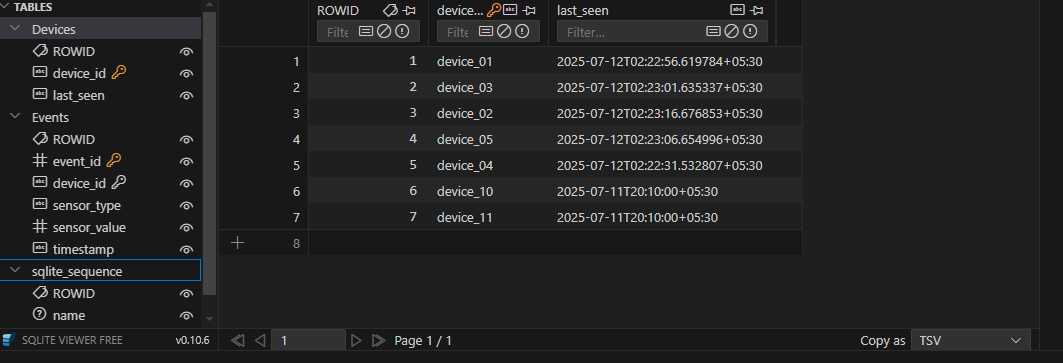 TABLES
Devices
ROWID
device_id
last_seen
Events
ROWID
event_id
device_id
sensor_type
sensor_value
timestamp
sqlite_sequence
ROWID
name
SQLITE VIEWER FREE v0.10.6
ROWID device... last_seen
Filte Filte Filter...
1 1 device_01 2025-07-12T02:22:56.619784+05:30
2 2 device_03 2025-07-12T02:23:01.635337+05:30
3 3 device_02 2025-07-12T02:23:16.676853+05:30
4 4 device_05 2025-07-12T02:23:06.654996+05:30
5 5 device_04 2025-07-12T02:22:31.532807+05:30
6 6 device_10 2025-07-11T20:10:00+05:30
7 7 device_11 2025-07-11T20:10:00+05:30
8
1 Page 1 / 1 Copy as TSV